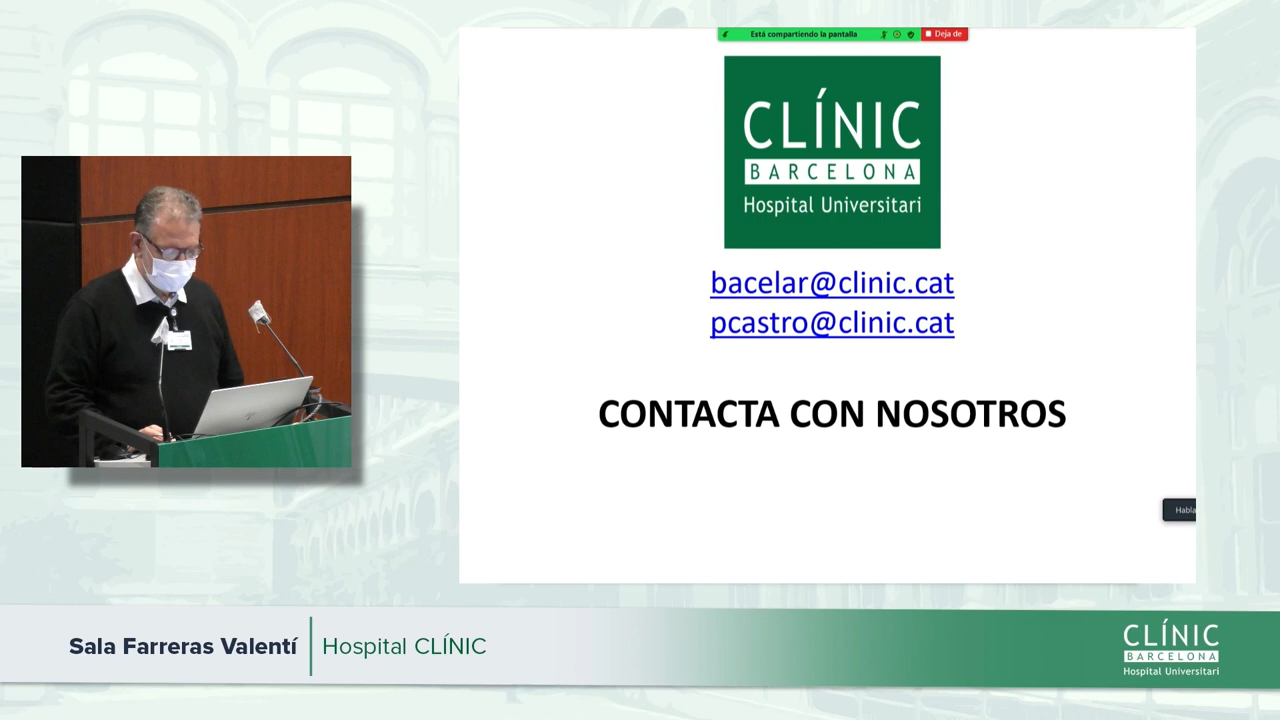 Está compartiendo la pantalla
Deja de
CLÍNIC
BARCELONA
Hospital Universitari
bacelar@clinic.cat
pcastro@clinic.cat
CONTACTA CON NOSOTROS
Habla
Sala Farreras Valentí
Hospital CLÍNIC
CLÍNIC
BARCELONA
Hospital Universitari